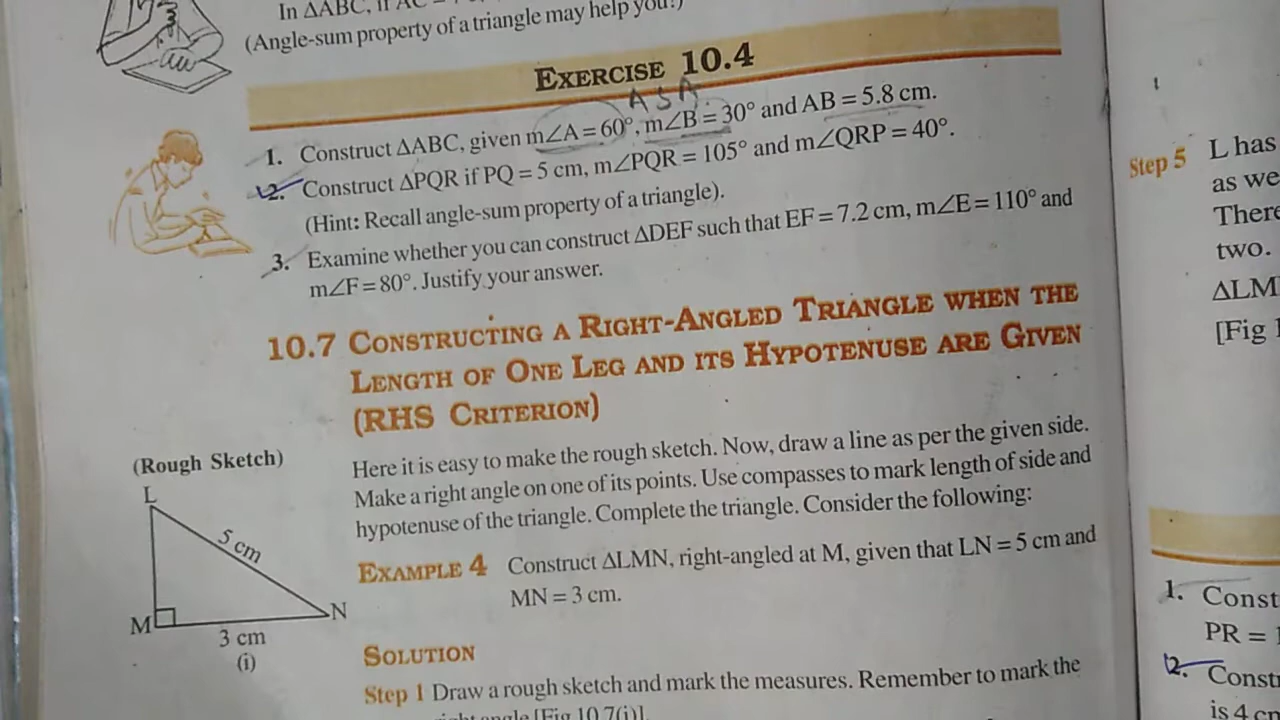 In ΔABC, if AC =
(Angle-sum property of a triangle may help you!)
EXERCISE 10.4
A S A
1. Construct ΔABC, given m∠A = 60°, m∠B = 30° and AB = 5.8 cm.
2. Construct ΔPQR if PQ = 5 cm, m∠PQR = 105° and m∠QRP = 40°.
(Hint: Recall angle-sum property of a triangle).
3. Examine whether you can construct ΔDEF such that EF = 7.2 cm, m∠E = 110° and
m∠F = 80°. Justify your answer.
10.7 CONSTRUCTING A RIGHT-ANGLED TRIANGLE WHEN THE
LENGTH OF ONE LEG AND ITS HYPOTENUSE ARE GIVEN
(RHS CRITERION)
Here it is easy to make the rough sketch. Now, draw a line as per the given side.
Make a right angle on one of its points. Use compasses to mark length of side and
hypotenuse of the triangle. Complete the triangle. Consider the following:
EXAMPLE 4 Construct ΔLMN, right-angled at M, given that LN = 5 cm and
MN = 3 cm.
SOLUTION
Step 1 Draw a rough sketch and mark the measures. Remember to mark the
angle [Fig 10.7(i)].
(Rough Sketch)
L
5 cm
M
N
3 cm
(i)
Step 5 L has
as we
There
two.
ΔLM
[Fig
1. Const
PR =
2. Const
is 4 cm